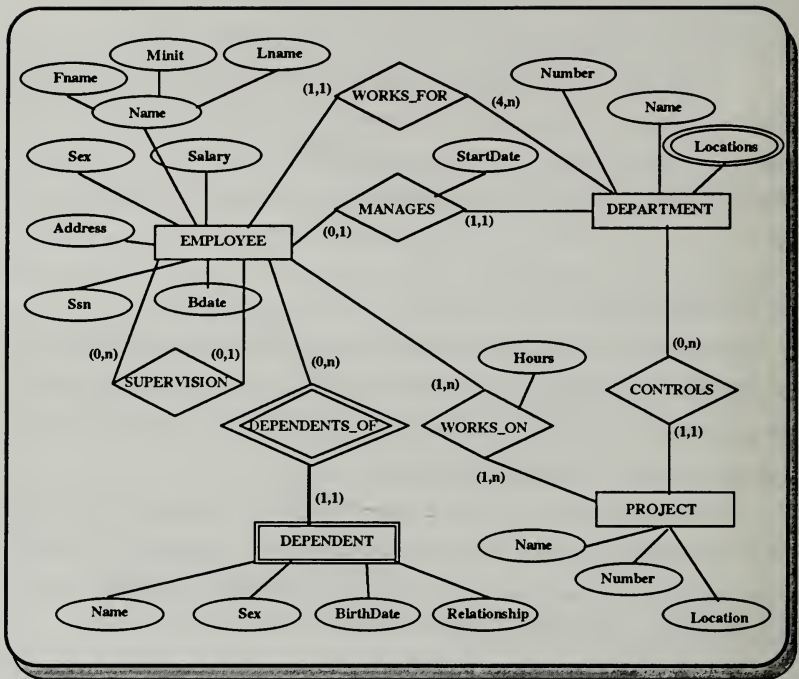 Minit
Lname
Fname
Name
(1,1)
WORKS_FOR
(4,n)
Number
Name
Locations
Sex
Salary
StartDate
Address
EMPLOYEE
(0,1)
MANAGES
(1,1)
DEPARTMENT
Ssn
Bdate
(0,n)
(0,1)
SUPERVISION
(0,n)
(1,n)
Hours
(0,n)
CONTROLS
DEPENDENTS_OF
WORKS_ON
(1,1)
(1,n)
(1,1)
PROJECT
DEPENDENT
Name
Number
Location
Name
Sex
BirthDate
Relationship